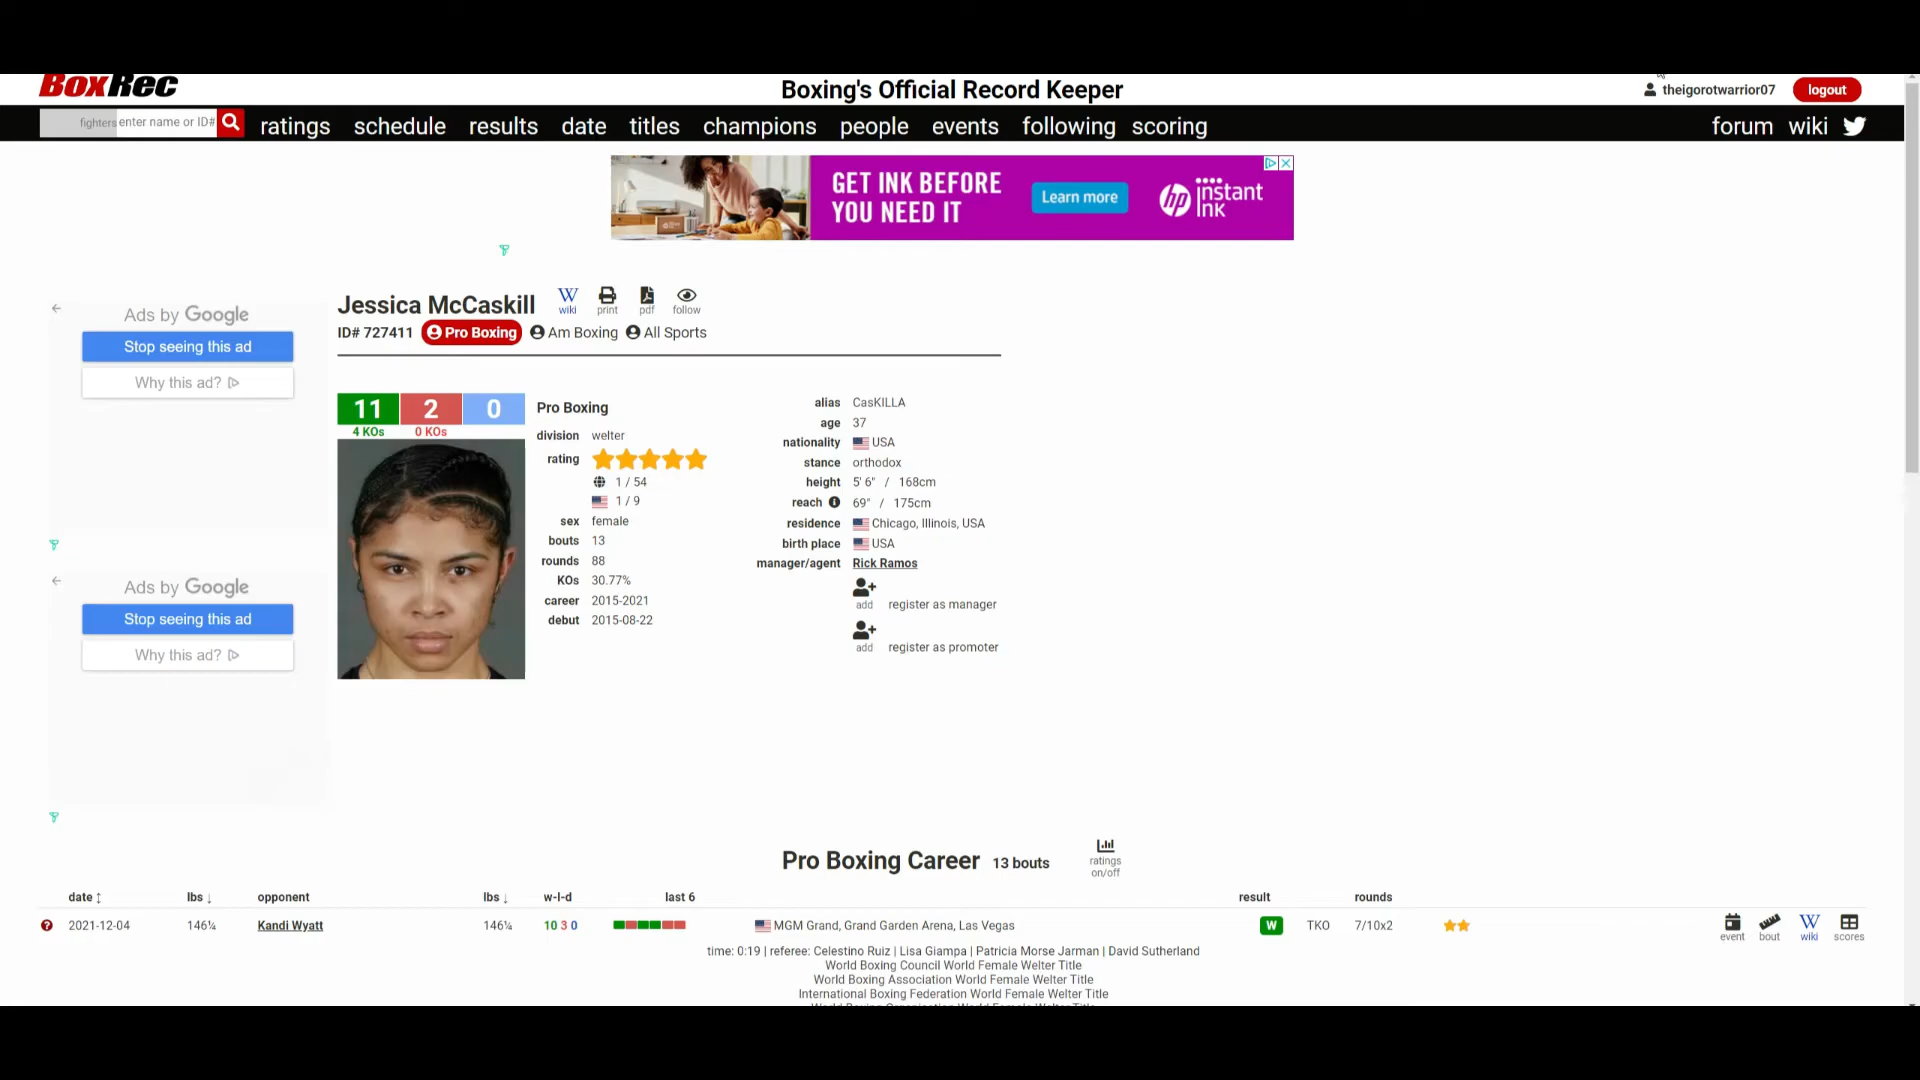 BoxRec
Boxing's Official Record Keeper
theigorotwarrior07
logout
fighters
enter name or ID#
ratings schedule results date titles champions people events following scoring
forum wiki
GET INK BEFORE
YOU NEED IT
Learn more
hp instant
ink
Ads by Google
Stop seeing this ad
Why this ad?
Ads by Google
Stop seeing this ad
Why this ad?
Jessica McCaskill
wiki print pdf follow
ID# 727411 Pro Boxing Am Boxing All Sports
11 2 0
4 KOs 0 KOs
Pro Boxing
division welter
rating
1 / 54
1 / 9
sex female
bouts 13
rounds 88
KOs 30.77%
career 2015-2021
debut 2015-08-22
alias CasKILLA
age 37
nationality USA
stance orthodox
height 5' 6" / 168cm
reach 69" / 175cm
residence Chicago, Illinois, USA
birth place USA
manager/agent Rick Ramos
add register as manager
add register as promoter
Pro Boxing Career 13 bouts
ratings
on/off
date lbs opponent lbs w-l-d last 6 result rounds
2021-12-04 146¼ Kandi Wyatt 146¼ 10 3 0 MGM Grand, Grand Garden Arena, Las Vegas W TKO 7/10x2
event bout wiki scores
time: 0:19 | referee: Celestino Ruiz | Lisa Giampa | Patricia Morse Jarman | David Sutherland
World Boxing Council World Female Welter Title
World Boxing Association World Female Welter Title
International Boxing Federation World Female Welter Title